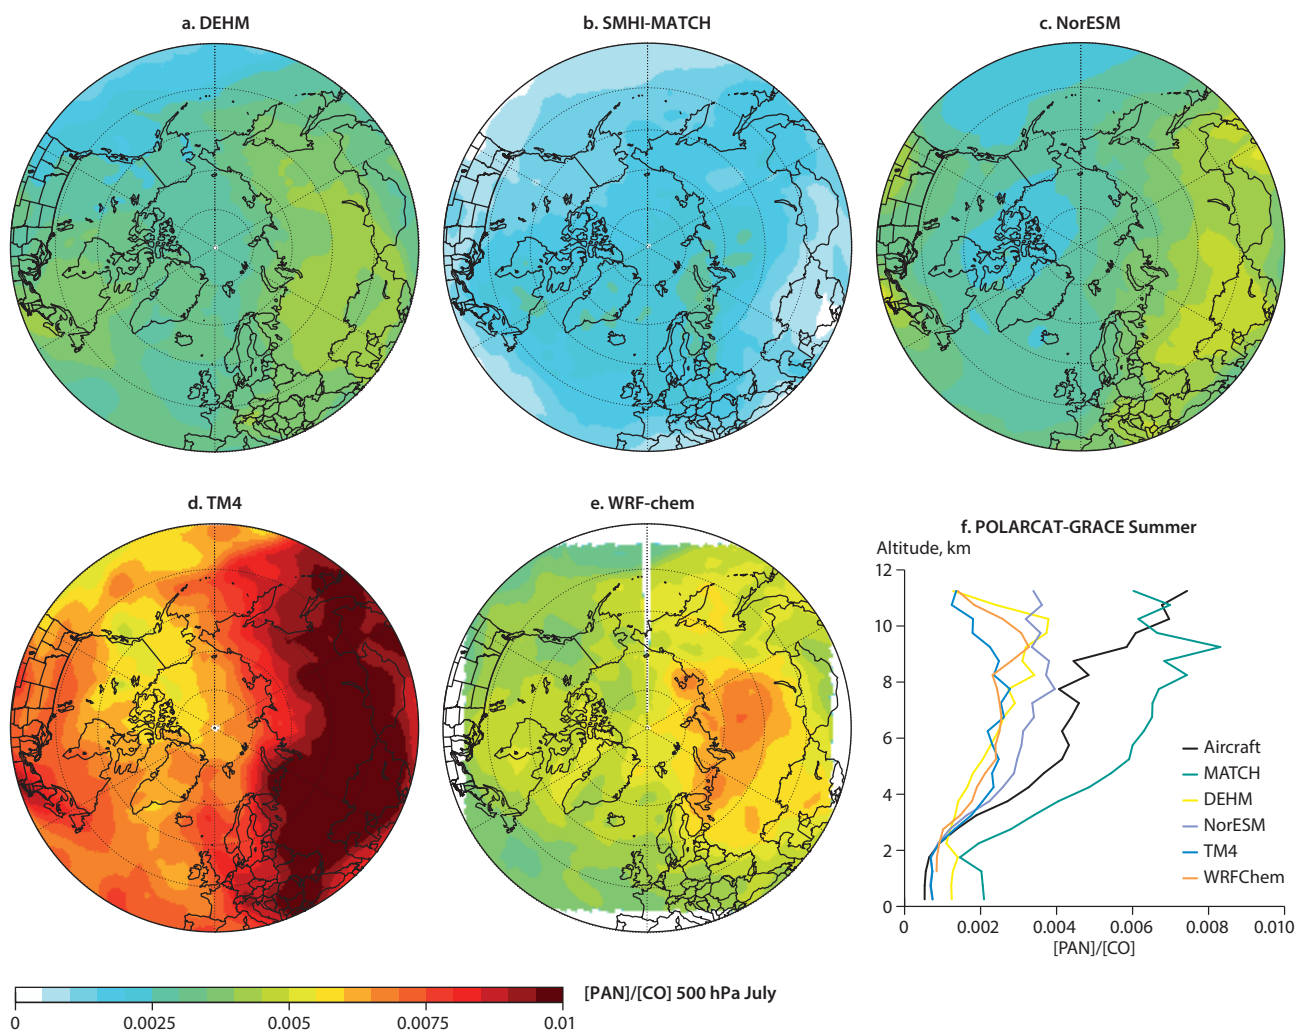 a. DEHM
b. SMHI-MATCH
c. NorESM
d. TM4
e. WRF-chem
f. POLARCAT-GRACE Summer
Altitude, km
12
10
8
6
4
2
0
Aircraft
MATCH
DEHM
NorESM
TM4
WRFChem
0 0.002 0.004 0.006 0.008 0.010
[PAN]/[CO]
[PAN]/[CO] 500 hPa July
0 0.0025 0.005 0.0075 0.01